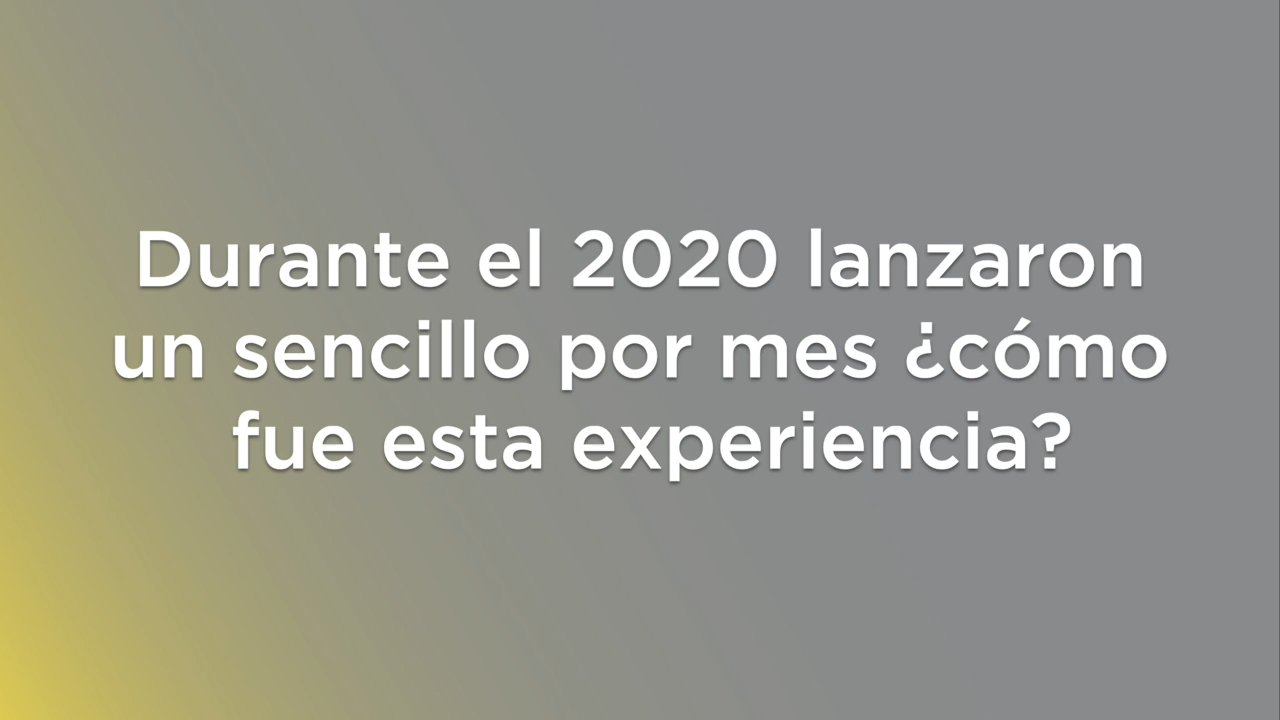 Durante el 2020 lanzaron
un sencillo por mes ¿cómo
fue esta experiencia?